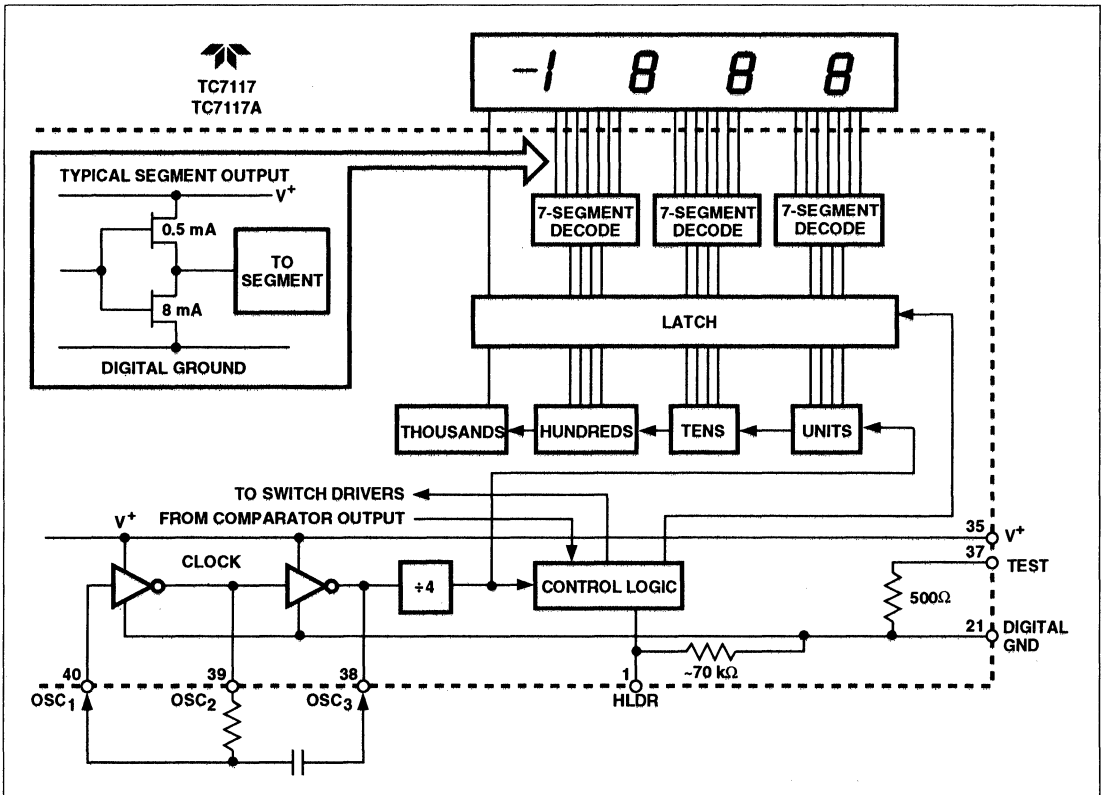 TC7117
TC7117A
-1 8 8 8
TYPICAL SEGMENT OUTPUT
V+
0.5 mA
TO
SEGMENT
8 mA
DIGITAL GROUND
7-SEGMENT
DECODE
7-SEGMENT
DECODE
7-SEGMENT
DECODE
LATCH
THOUSANDS
HUNDREDS
TENS
UNITS
TO SWITCH DRIVERS
FROM COMPARATOR OUTPUT
V+
CLOCK
÷4
CONTROL LOGIC
35
V+
37
TEST
500Ω
21
DIGITAL
GND
~70 kΩ
40
OSC1
39
OSC2
38
OSC3
1
HLDR